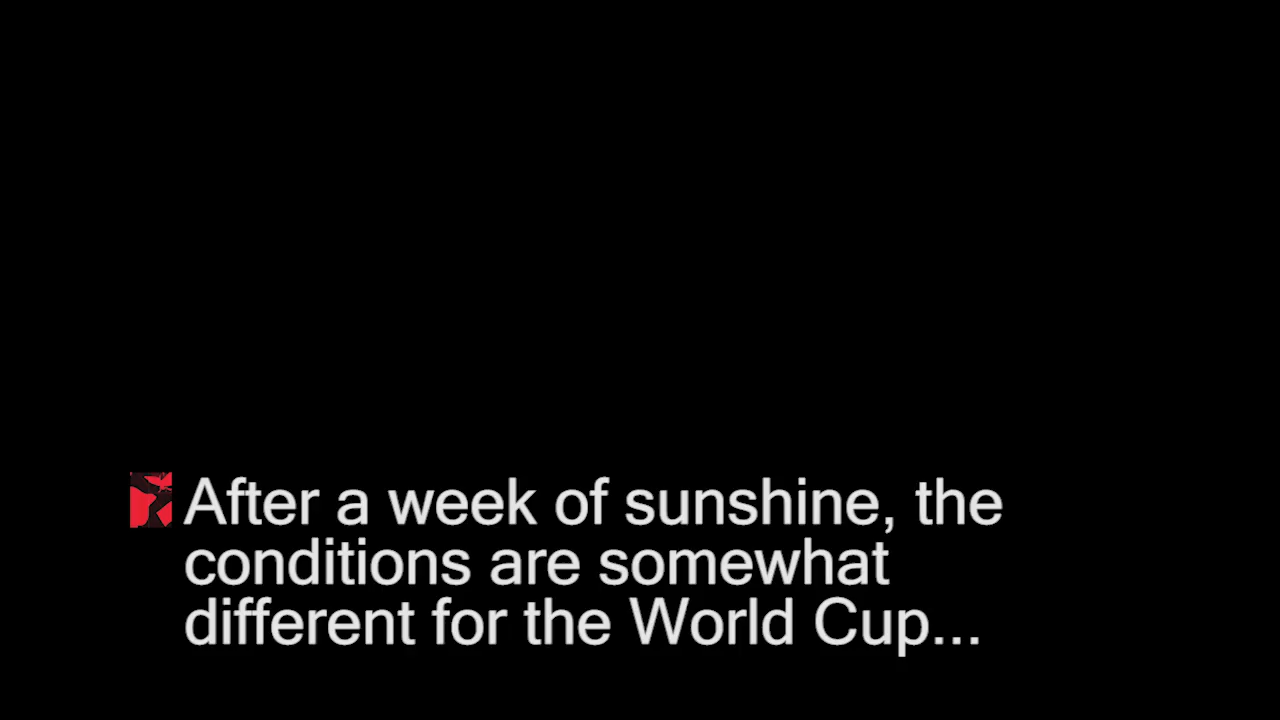 After a week of sunshine, the
conditions are somewhat
different for the World Cup...